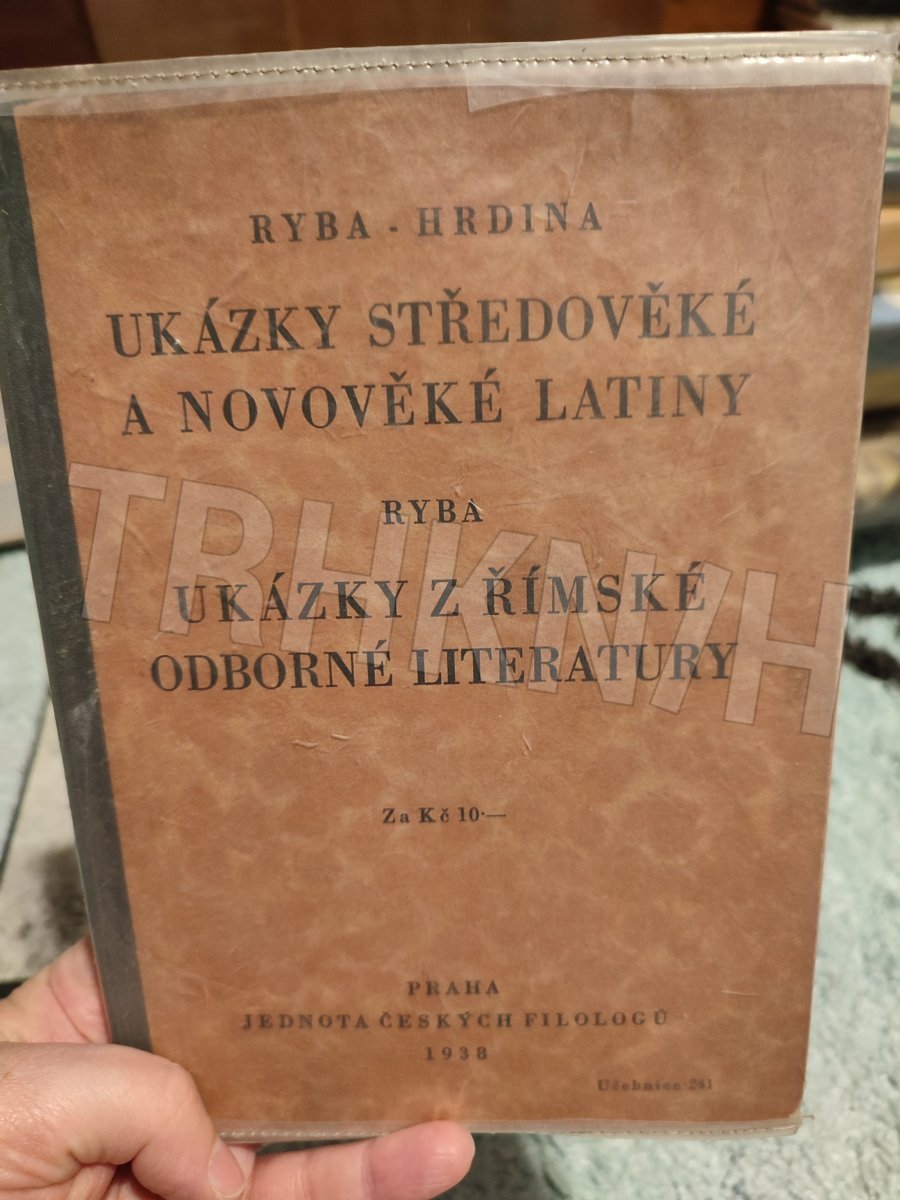 RYBA - HRDINA
UKÁZKY STŘEDOVĚKÉ
A NOVOVĚKÉ LATINY
RYBA
UKÁZKY Z ŘÍMSKÉ
ODBORNÉ LITERATURY
TRHKNIH
Za Kč 10·—
PRAHA
JEDNOTA ČESKÝCH FILOLOGŮ
1938
Učebnice 241